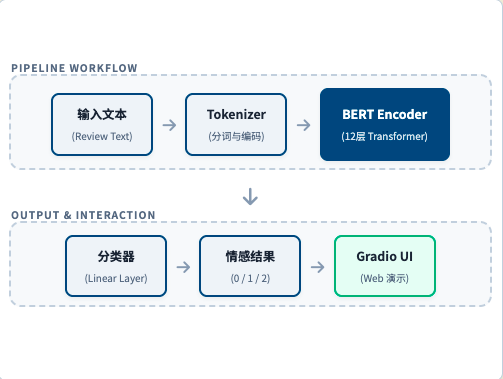 PIPELINE WORKFLOW
输入文本
(Review Text)
Tokenizer
(分词与编码)
BERT Encoder
(12层 Transformer)
OUTPUT & INTERACTION
分类器
(Linear Layer)
情感结果
(0 / 1 / 2)
Gradio UI
(Web 演示)